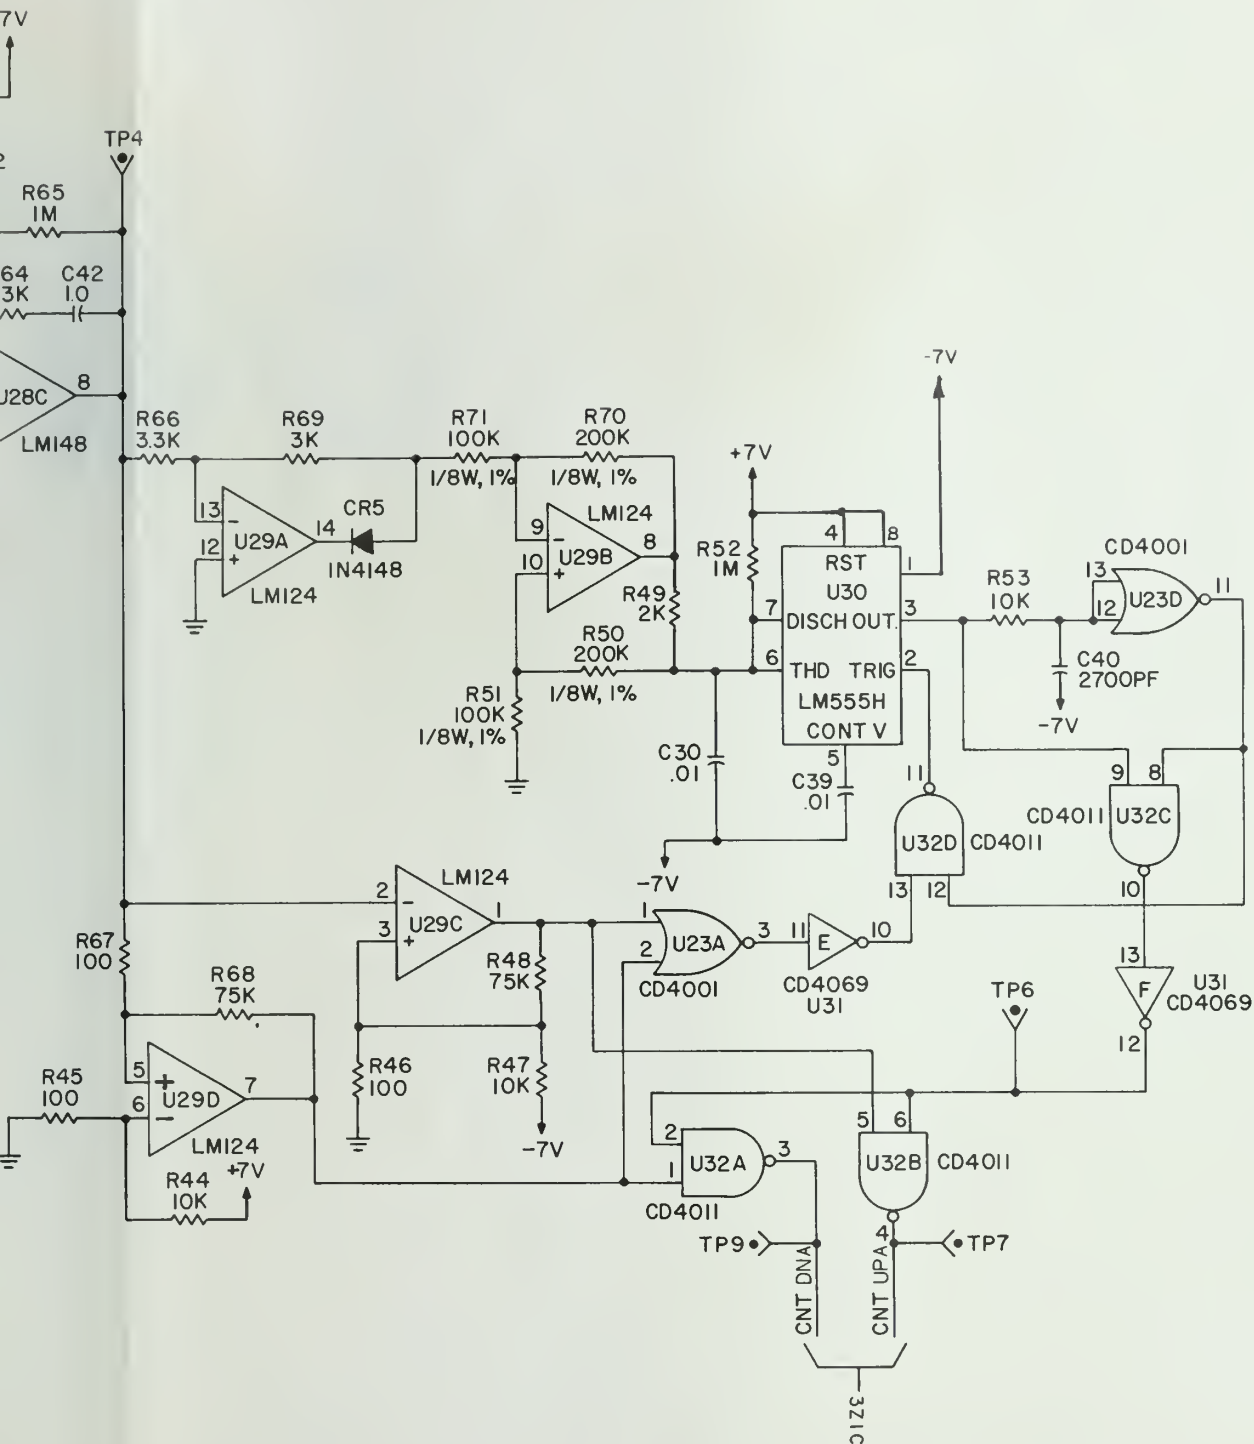 7V
TP4
2
R65
1M
64
3K
C42
1.0
U28C
8
LM148
R66
3.3K
R69
3K
R71
100K
1/8W, 1%
R70
200K
1/8W, 1%
13
-
12
+
U29A
14
LM124
CR5
1N4148
LM124
9
-
10
+
U29B
8
R49
2K
R50
200K
1/8W, 1%
R51
100K
1/8W, 1%
+7V
-7V
R52
1M
4
8
RST
U30
1
7
DISCH OUT.
3
6
THD TRIG
2
LM555H
CONT V
5
C30
.01
C39
.01
-7V
R53
10K
C40
2700PF
-7V
CD4001
13
12
U23D
11
9
8
CD4011
U32C
10
11
U32D
CD4011
13
12
LM124
2
-
3
+
U29C
1
R48
75K
R46
100
R47
10K
-7V
1
2
U23A
3
CD4001
11
E
10
CD4069
U31
13
F
U31
CD4069
12
TP6
R67
100
R68
75K
R45
100
5
+
6
-
U29D
7
LM124
+7V
R44
10K
2
1
U32A
3
CD4011
5
6
U32B
CD4011
4
TP9
TP7
CNT DNA
CNT UPA
3Z1C